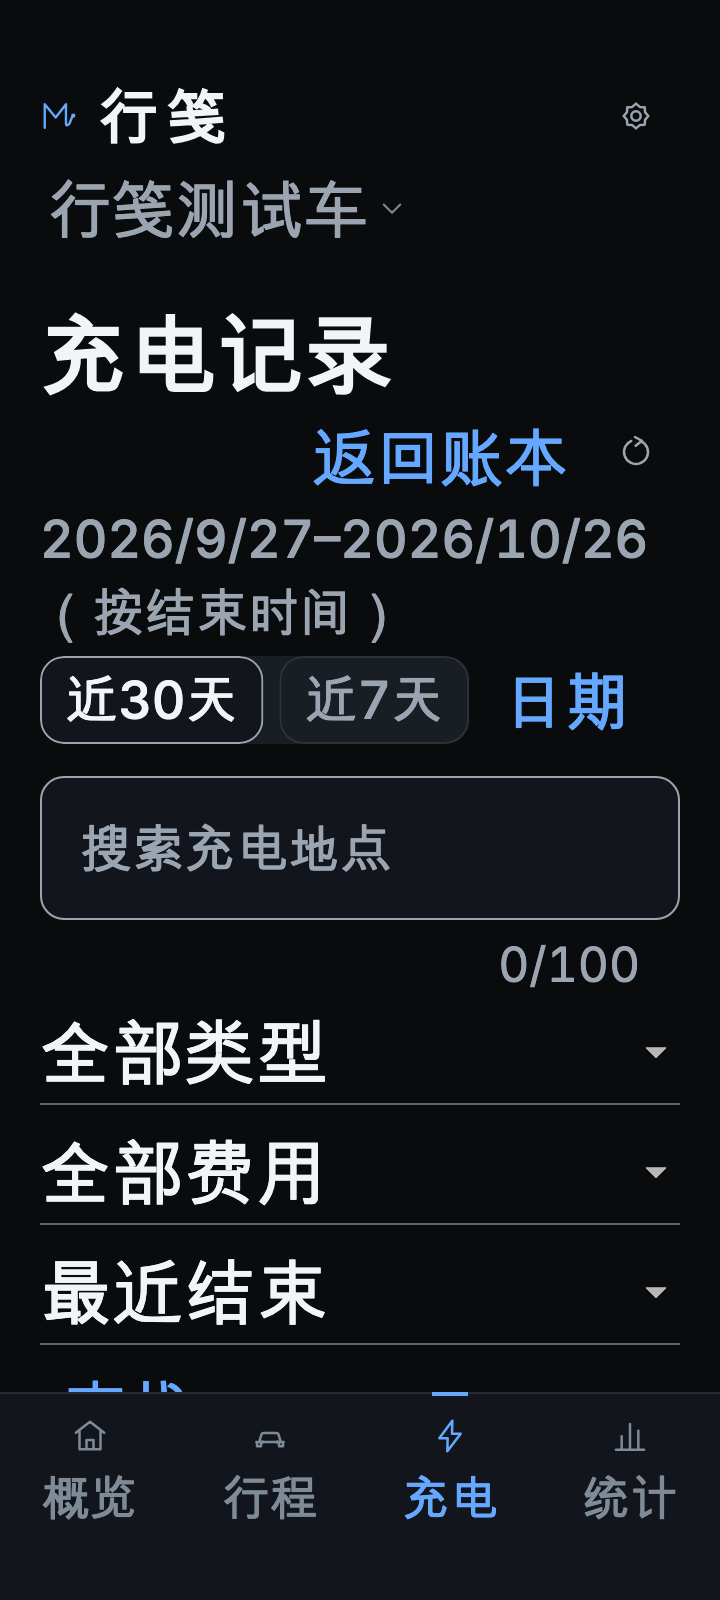 行笺
行笺测试车
充电记录
返回账本
2026/9/27–2026/10/26
（按结束时间）
近30天 近7天 日期
搜索充电地点
0/100
全部类型
全部费用
最近结束
概览 行程 充电 统计